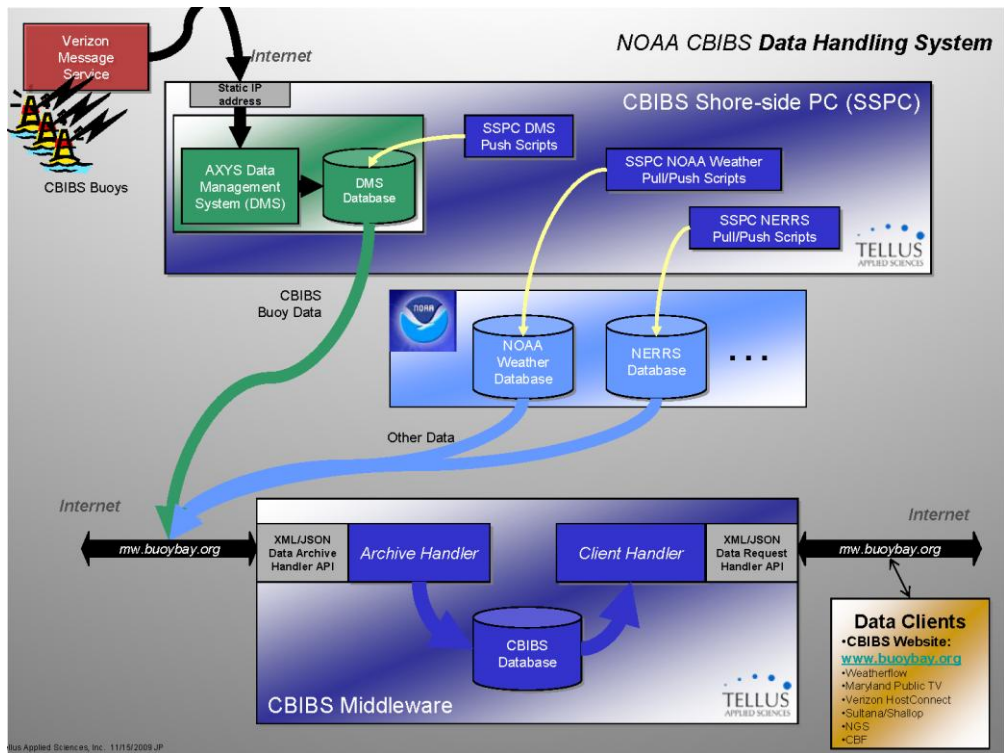 NOAA CBIBS Data Handling System
Verizon
Message
Service
Internet
Static IP
address
CBIBS Shore-side PC (SSPC)
CBIBS Buoys
AXYS Data
Management
System (DMS)
DMS
Database
SSPC DMS
Push Scripts
SSPC NOAA Weather
Pull/Push Scripts
SSPC NERRS
Pull/Push Scripts
TELLUS
APPLIED SCIENCES
CBIBS
Buoy Data
NOAA
NOAA
Weather
Database
NERRS
Database
...
Other Data
Internet
Internet
mw.buoybay.org
XML/JSON
Data Archive
Handler API
Archive Handler
Client Handler
XML/JSON
Data Request
Handler API
mw.buoybay.org
CBIBS
Database
CBIBS Middleware
TELLUS
APPLIED SCIENCES
Data Clients
•CBIBS Website:
www.buoybay.org
•Weatherflow
•Maryland Public TV
•Verizon HostConnect
•Sultana/Shallop
•NGS
•CBF
ellus Applied Sciences, Inc. 11/15/2009 JP